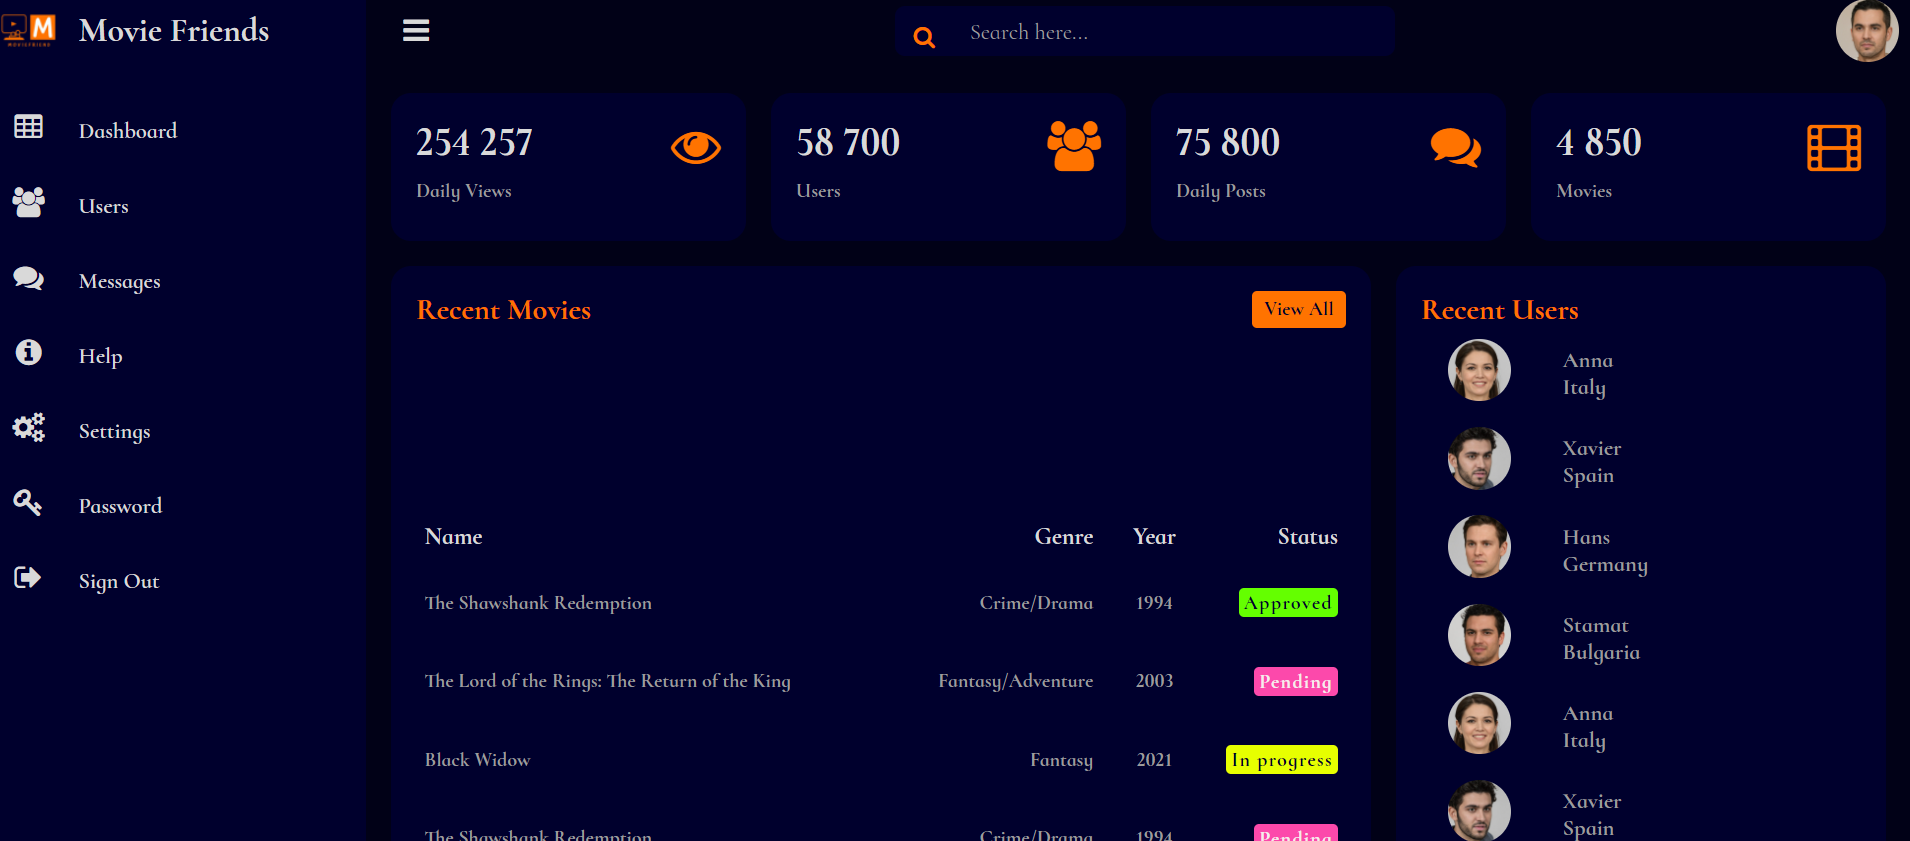 M
MOVIEFRIENDS
Movie Friends
Search here...
Dashboard
Users
Messages
Help
Settings
Password
Sign Out
254 257
Daily Views
58 700
Users
75 800
Daily Posts
4 850
Movies
Recent Movies
View All
Name Genre Year Status
The Shawshank Redemption Crime/Drama 1994 Approved
The Lord of the Rings: The Return of the King Fantasy/Adventure 2003 Pending
Black Widow Fantasy 2021 In progress
The Shawshank Redemption Crime/Drama 1994 Pending
Recent Users
Anna
Italy
Xavier
Spain
Hans
Germany
Stamat
Bulgaria
Anna
Italy
Xavier
Spain